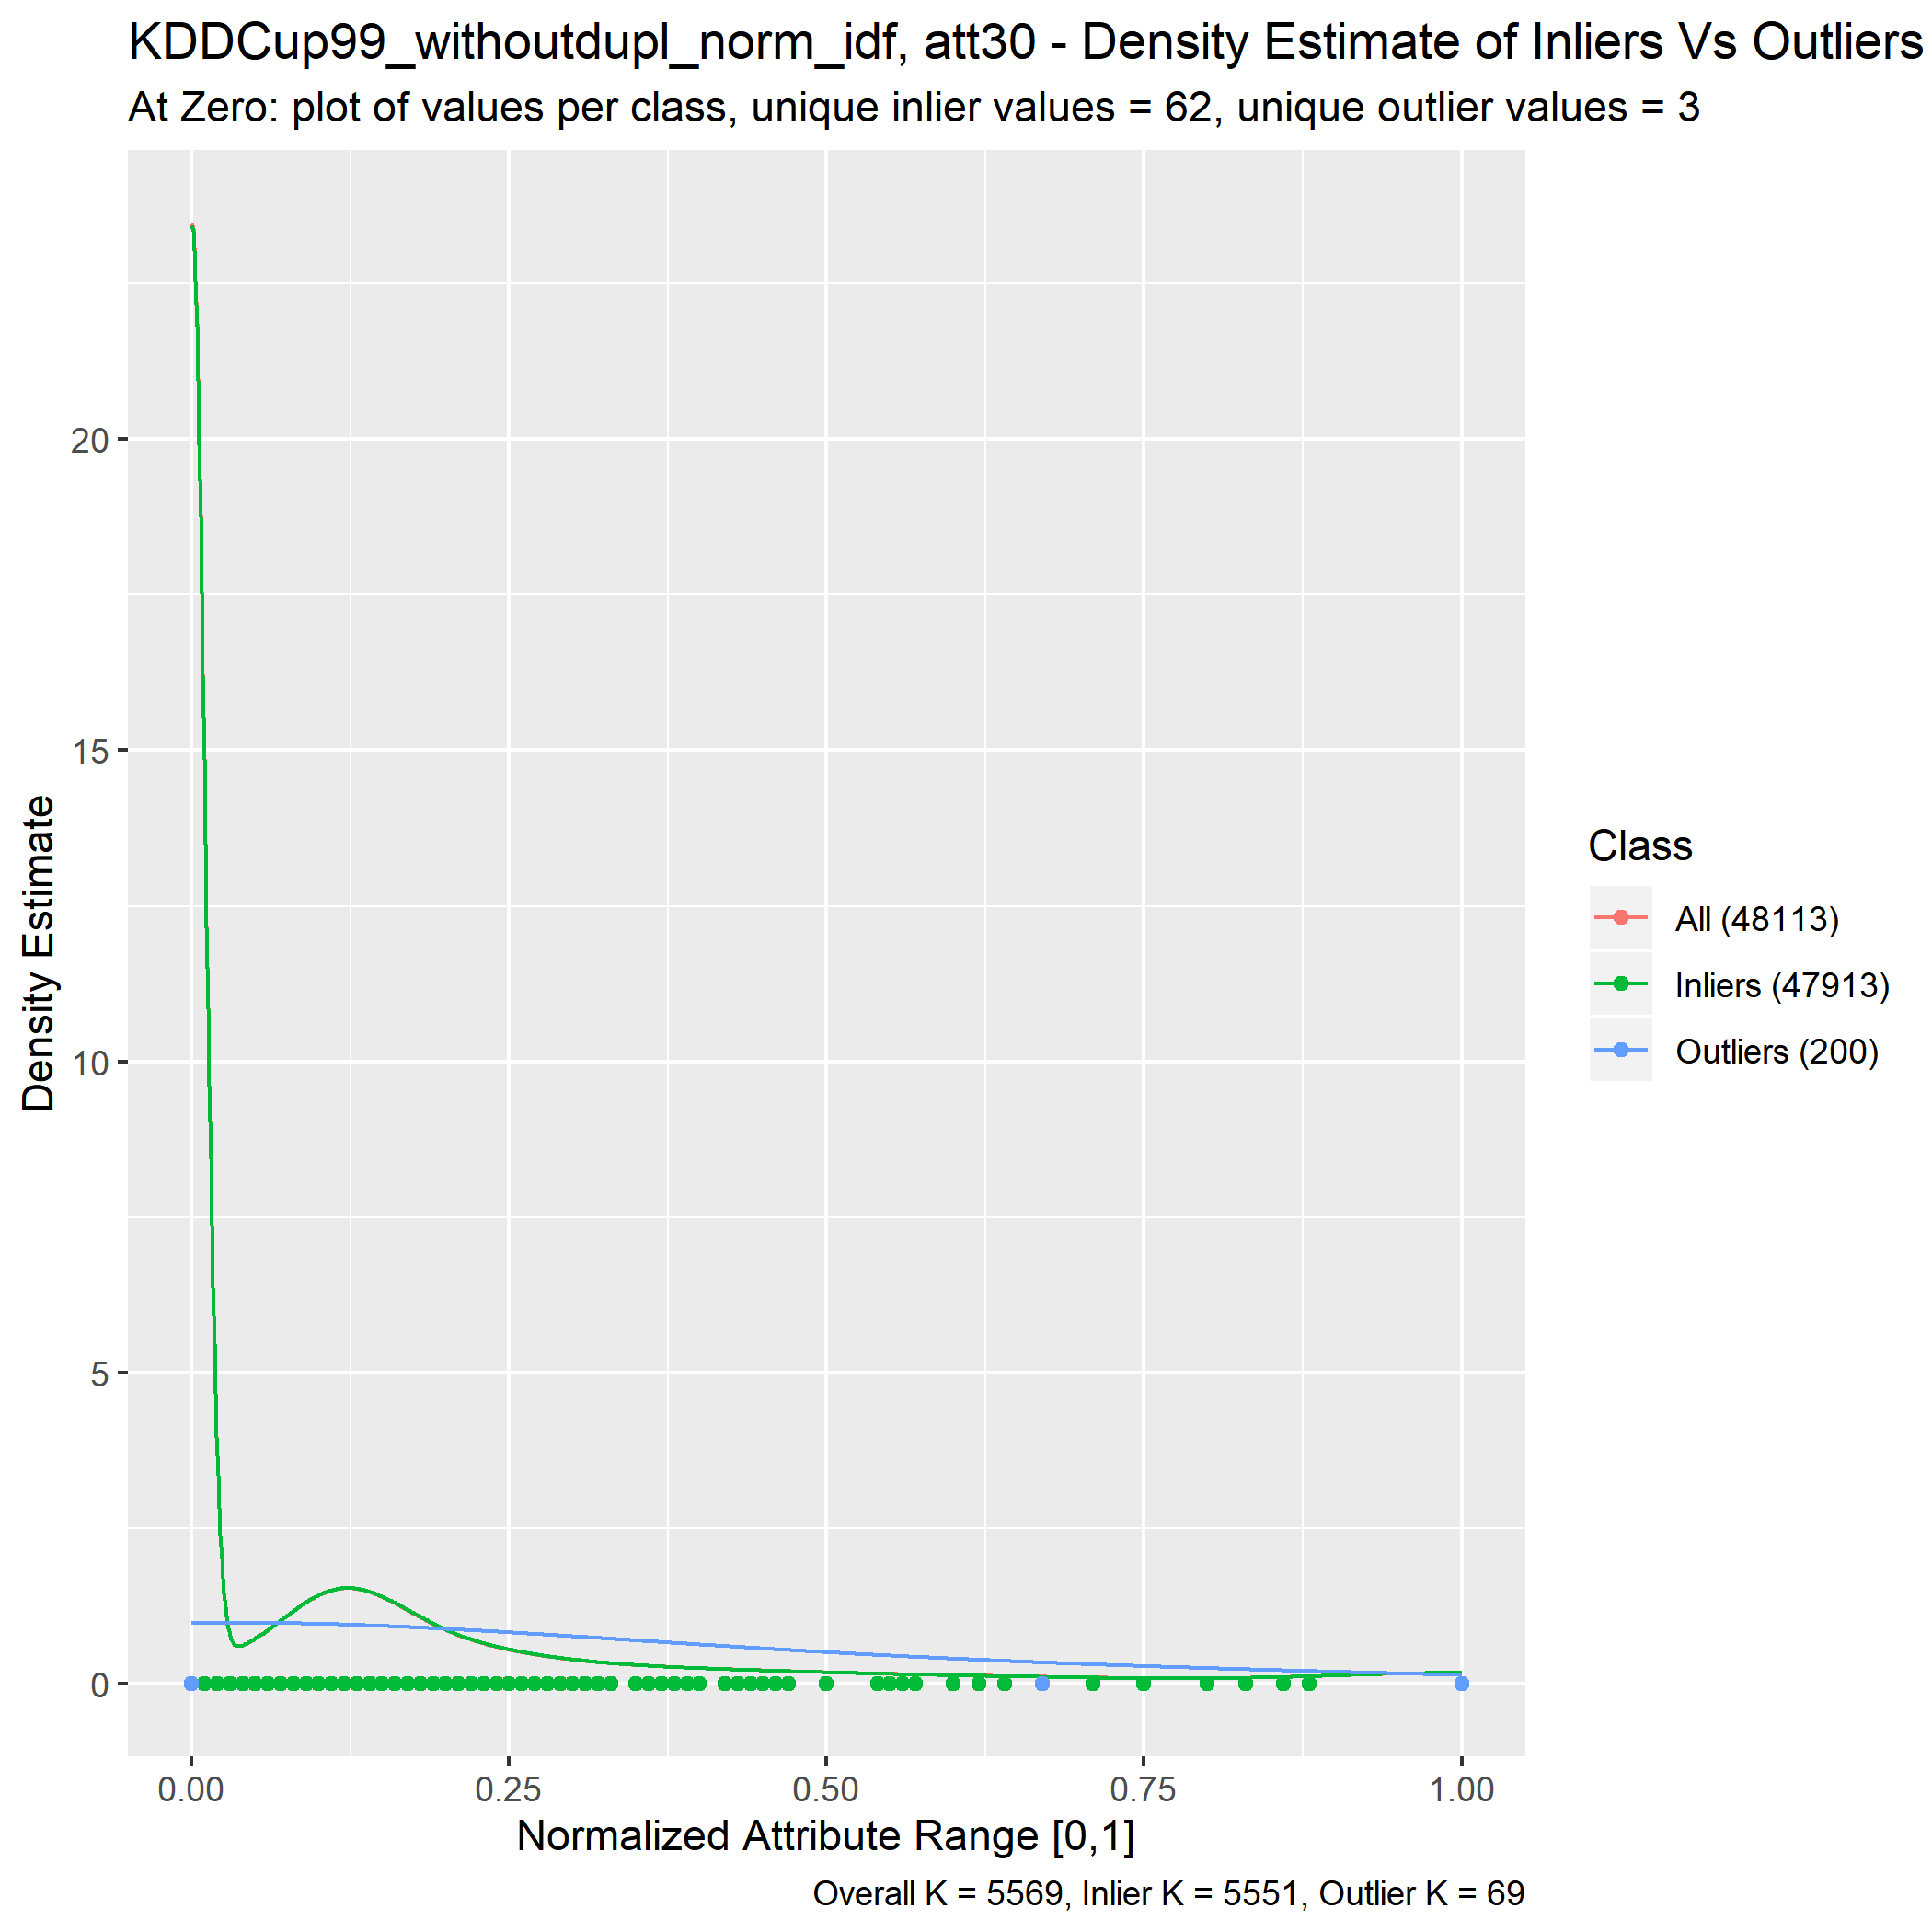 KDDCup99_withoutdupl_norm_idf, att30 - Density Estimate of Inliers Vs Outliers
At Zero: plot of values per class, unique inlier values = 62, unique outlier values = 3
20
15
10
5
0
Density Estimate
0.00 0.25 0.50 0.75 1.00
Normalized Attribute Range [0,1]
Overall K = 5569, Inlier K = 5551, Outlier K = 69
Class
All (48113)
Inliers (47913)
Outliers (200)